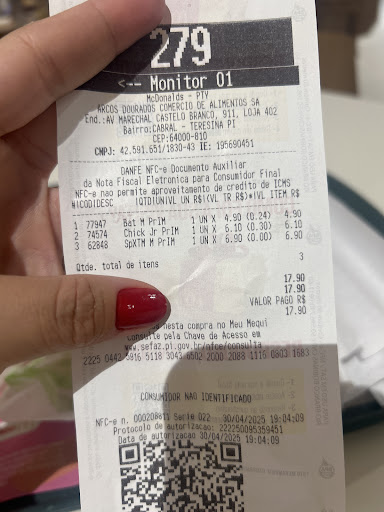 279
<-- Monitor 01
McDonalds - PTY
ARCOS DOURADOS COMERCIO DE ALIMENTOS SA
End.:AV MARECHAL CASTELO BRANCO, 911, LOJA 402
Bairro:CABRAL - TERESINA PI
CEP:64000-810
CNPJ: 42.591.651/1830-43 IE: 195690451
DANFE NFC-e Documento Auxiliar
da Nota Fiscal Eletronica para Consumidor Final
NFC-e nao permite aproveitamento de credito de ICMS
#|COD|DESC |QTD|UN|VL UN R$|(VL TR R$)*|VL ITEM R$
1 77947 Bat M PrIM 1 UN X 4.90 (0.24) 4.90
2 74574 Chick Jr PrIM 1 UN X 6.10 (0.30) 6.10
3 62848 SpXTM M PrIM 1 UN X 6.90 (0.00) 6.90
Qtde. total de itens 3
17.90
17.90
VALOR PAGO R$
17.90
nesta compra no Meu Mequi
consulte pela Chave de Acesso em
www.sefaz.pi.gov.br/nfce/consulta
2225 0442 5916 5118 3043 6502 2000 2088 1116 0803 1683
CONSUMIDOR NAO IDENTIFICADO
NFC-e n. 000208811 Serie 022 30/04/2025 19:04:09
Protocolo de autorizacao: 222250095359451
Data de autorizacao 30/04/2025 19:04:09